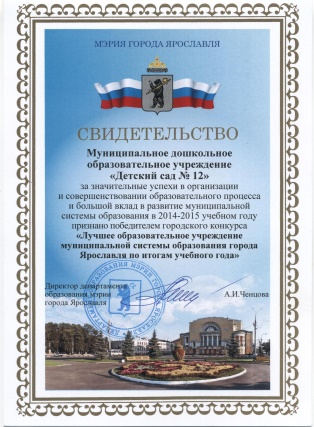 МЭРИЯ ГОРОДА ЯРОСЛАВЛЯ
СВИДЕТЕЛЬСТВО
Муниципальное дошкольное
образовательное учреждение
«Детский сад № 12»
за значительные успехи в организации
и совершенствовании образовательного процесса
и большой вклад в развитие муниципальной
системы образования в 2014-2015 учебном году
признано победителем городского конкурса
«Лучшее образовательное учреждение
муниципальной системы образования города
Ярославля по итогам учебного года»
Директор департамента
образования мэрии
города Ярославля
А.И.Ченцова